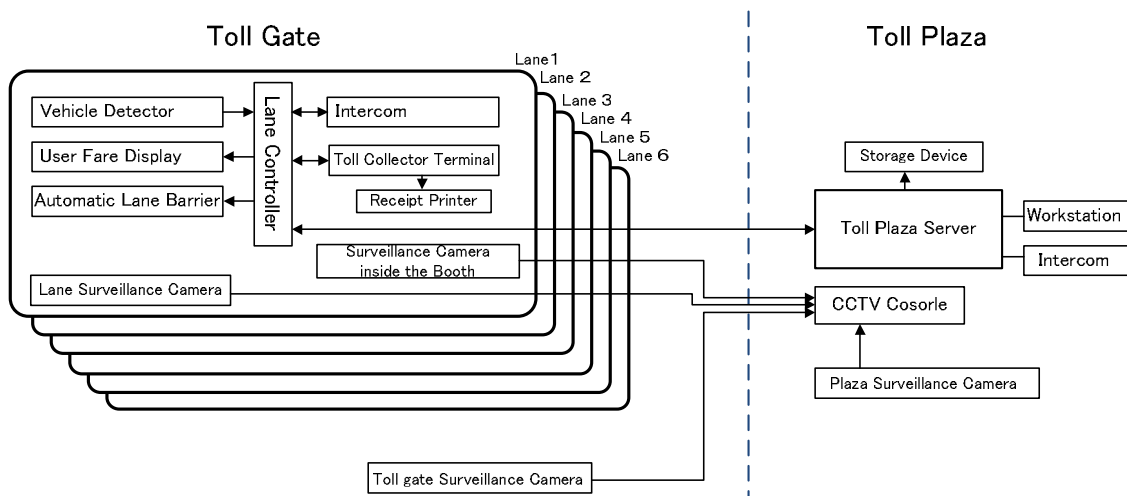 Toll Gate
Toll Plaza
Lane1
Lane 2
Lane 3
Lane 4
Lane 5
Lane 6
Vehicle Detector
User Fare Display
Automatic Lane Barrier
Lane Controller
Intercom
Toll Collector Terminal
Receipt Printer
Surveillance Camera
inside the Booth
Lane Surveillance Camera
Toll gate Surveillance Camera
Storage Device
Toll Plaza Server
Workstation
Intercom
CCTV Cosorle
Plaza Surveillance Camera